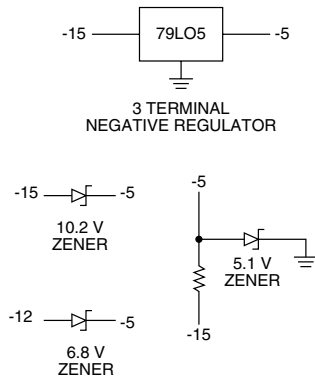 -15 79LO5 -5
3 TERMINAL
NEGATIVE REGULATOR
-15 -5
10.2 V
ZENER
-5
5.1 V
ZENER
-15
-12 -5
6.8 V
ZENER